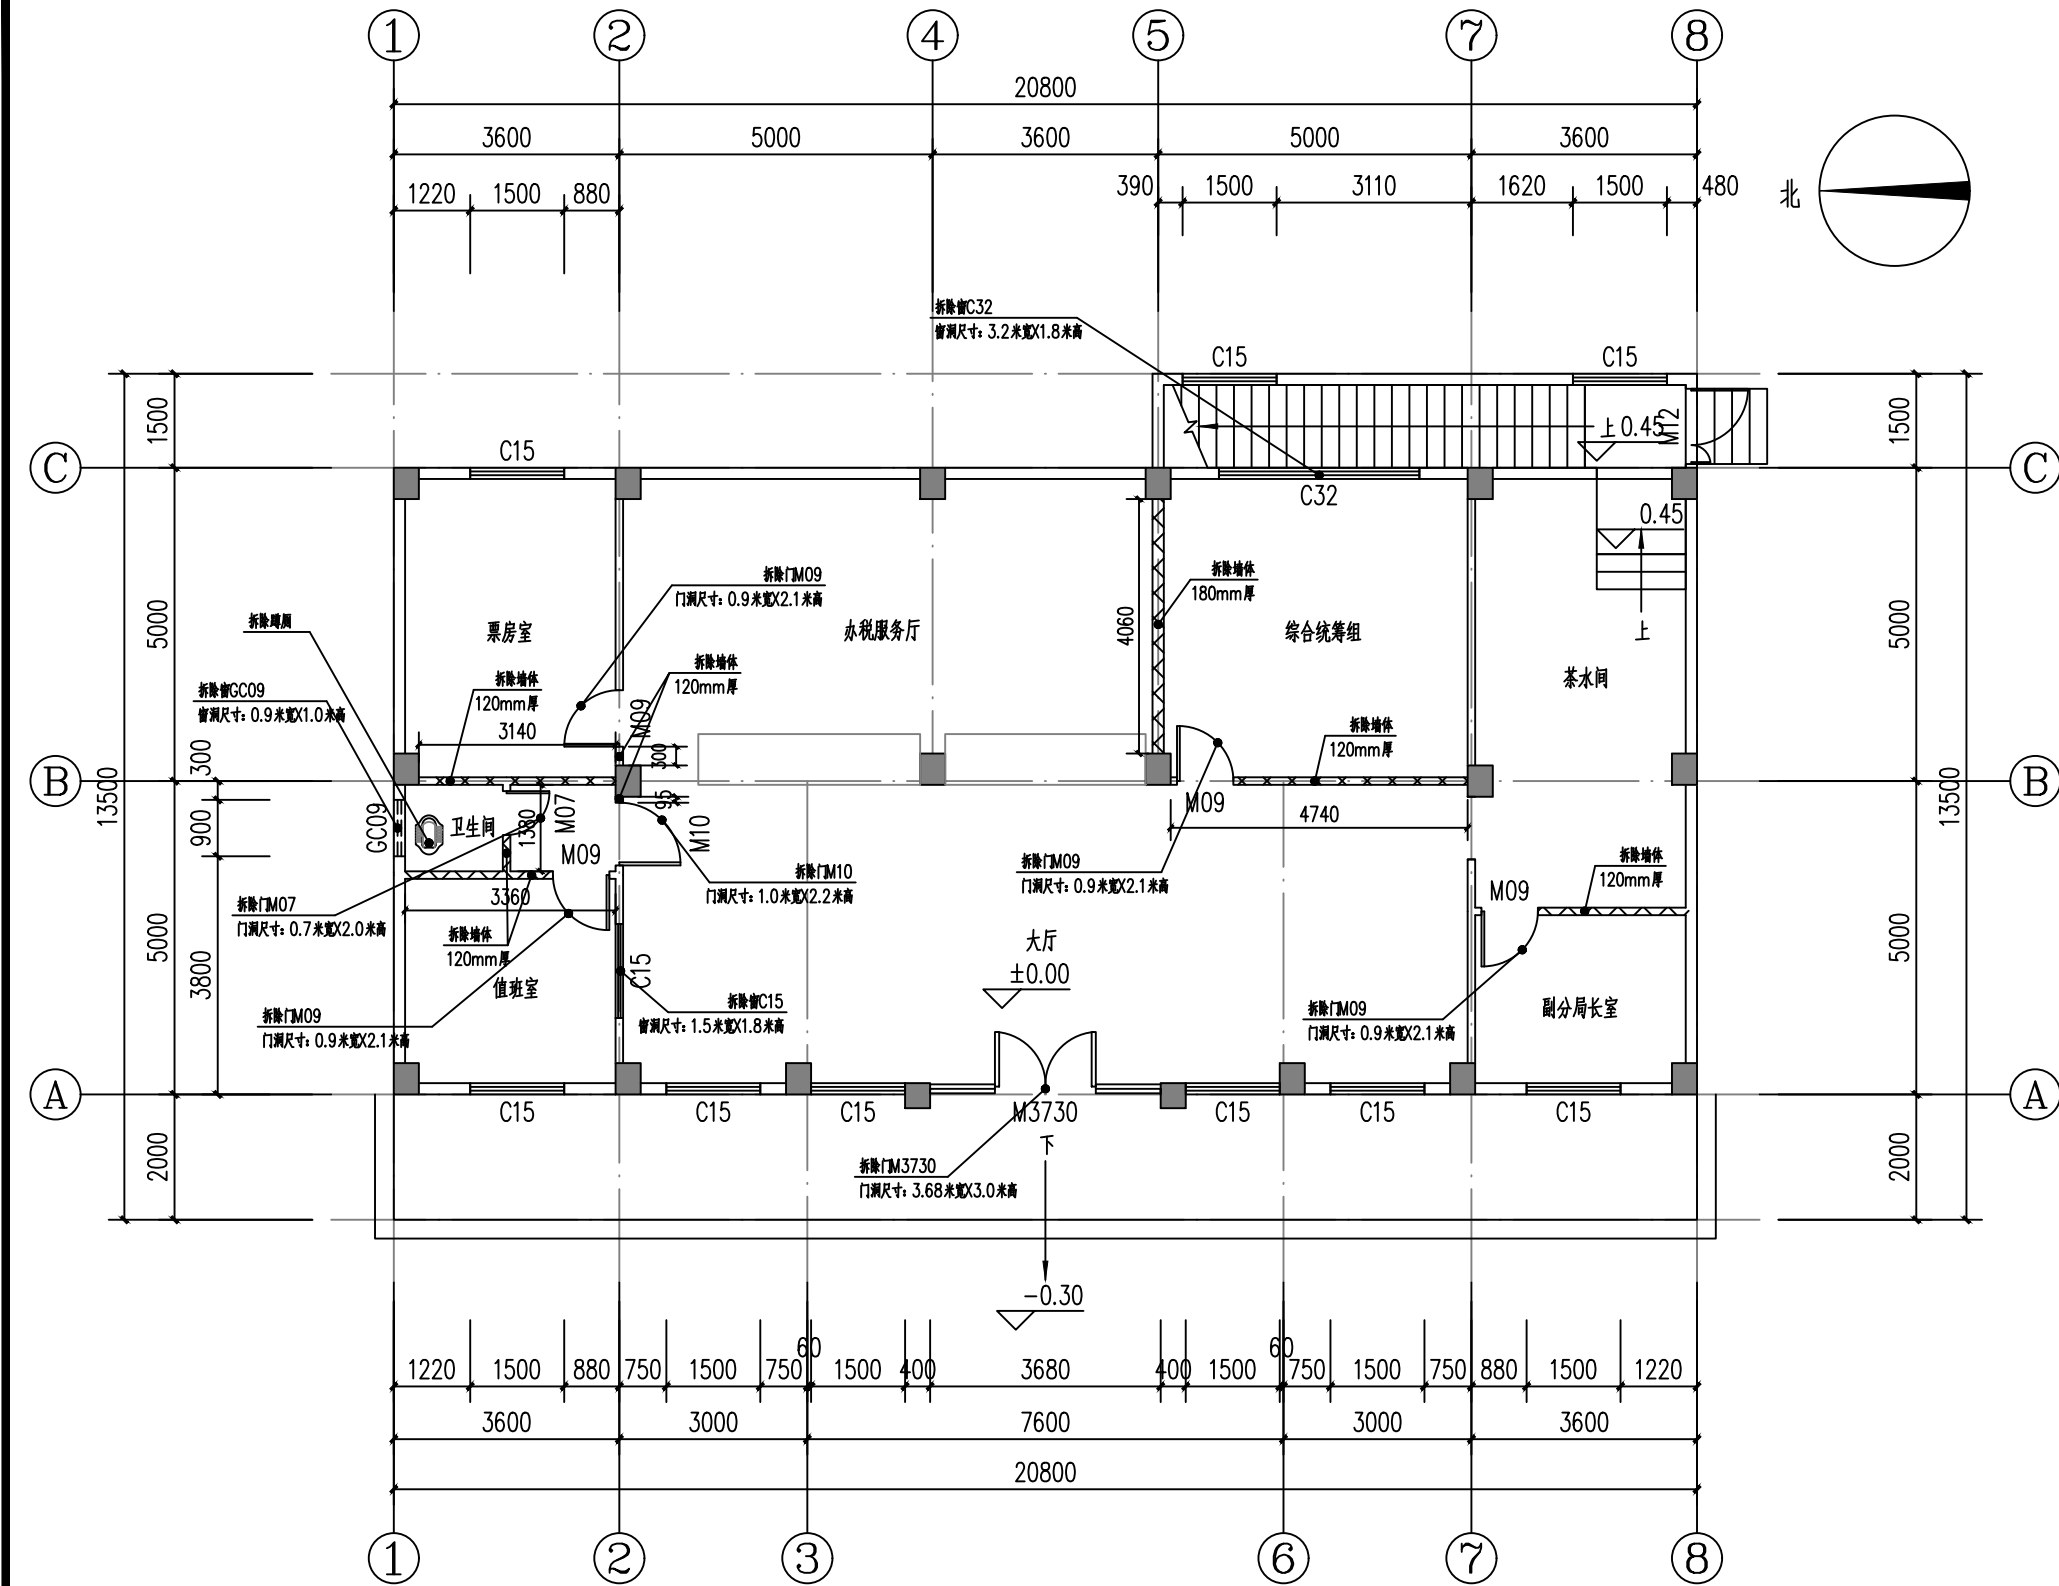 1 2 4 5 7 8
20800
3600 5000 3600 5000 3600
1220 1500 880 390 1500 3110 1620 1500 480
北
拆除窗C32
窗洞尺寸: 3.2米宽X1.8米高
C15 C15
1500 1500
上 0.45
M12
C C15 C
C32
0.45
上
拆除门M09
门洞尺寸: 0.9米宽X2.1米高
拆除墙体
180mm厚
5000 4060 5000
拆除蹲厕
票房室 办税服务厅 综合统筹组
茶水间
拆除墙体
120mm厚
拆除墙体
120mm厚
拆除窗GC09
窗洞尺寸: 0.9米宽X1.0米高
3140
M09
300
拆除墙体
120mm厚
300
B B
13500 13500
95
900
GC09
卫生间
1380
M07
M09
M10
M09
4740
拆除门M10
门洞尺寸: 1.0米宽X2.2米高
拆除门M09
门洞尺寸: 0.9米宽X2.1米高
拆除墙体
120mm厚
M09
3360
拆除门M07
门洞尺寸: 0.7米宽X2.0米高
拆除墙体
120mm厚
5000 3800 5000
大厅
±0.00
值班室
C15
拆除窗C15
窗洞尺寸: 1.5米宽X1.8米高
拆除门M09
门洞尺寸: 0.9米宽X2.1米高
拆除门M09
门洞尺寸: 0.9米宽X2.1米高
副分局长室
A A
C15 C15 C15 M3730 C15 C15 C15
下
2000 2000
拆除门M3730
门洞尺寸: 3.68米宽X3.0米高
-0.30
60 60
1220 1500 880 750 1500 750 1500 400 3680 400 1500 750 1500 750 880 1500 1220
3600 3000 7600 3000 3600
20800
1 2 3 6 7 8